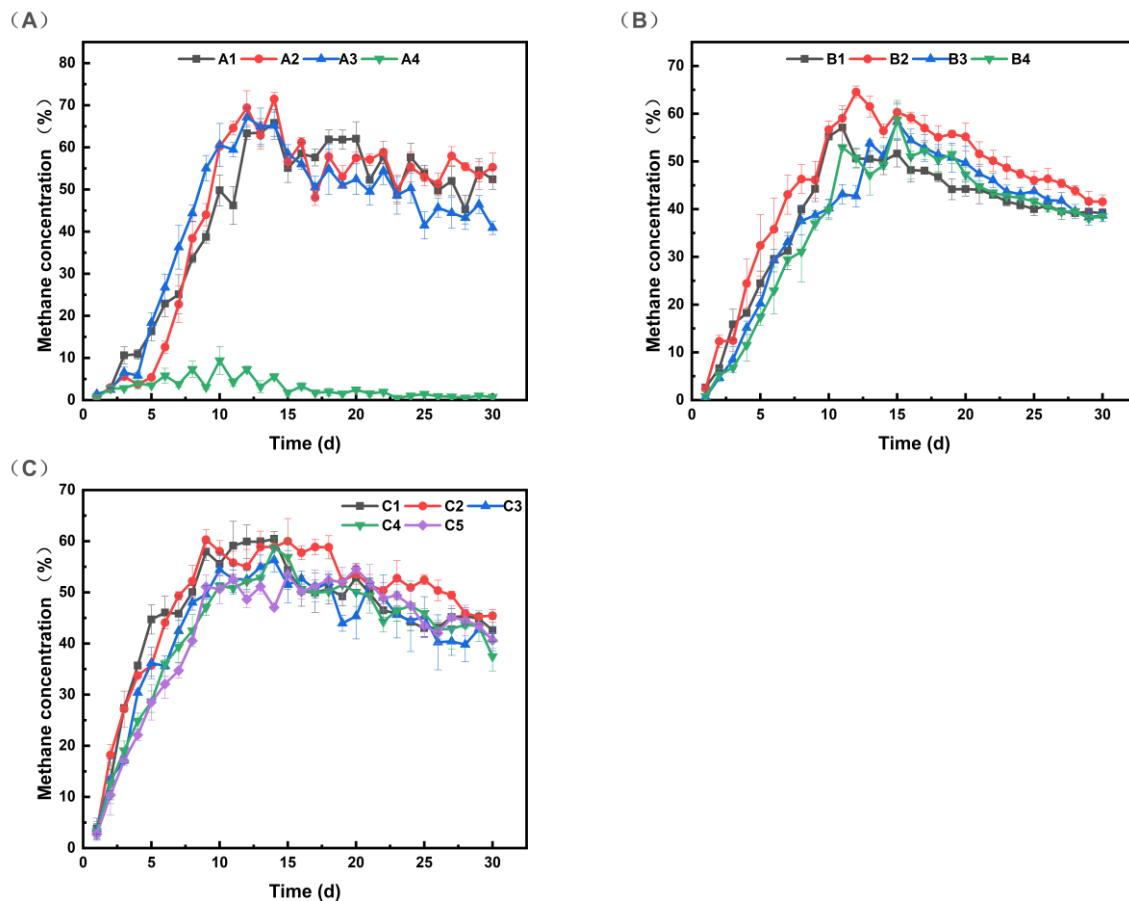 （A）
A1 A2 A3 A4
80
70
60
50
40
30
20
10
0
Methane concentration（%）
0 5 10 15 20 25 30
Time (d)
（B）
B1 B2 B3 B4
70
60
50
40
30
20
10
0
Methane concentration（%）
0 5 10 15 20 25 30
Time (d)
（C）
C1 C2 C3
C4 C5
70
60
50
40
30
20
10
0
Methane concentration（%）
0 5 10 15 20 25 30
Time (d)